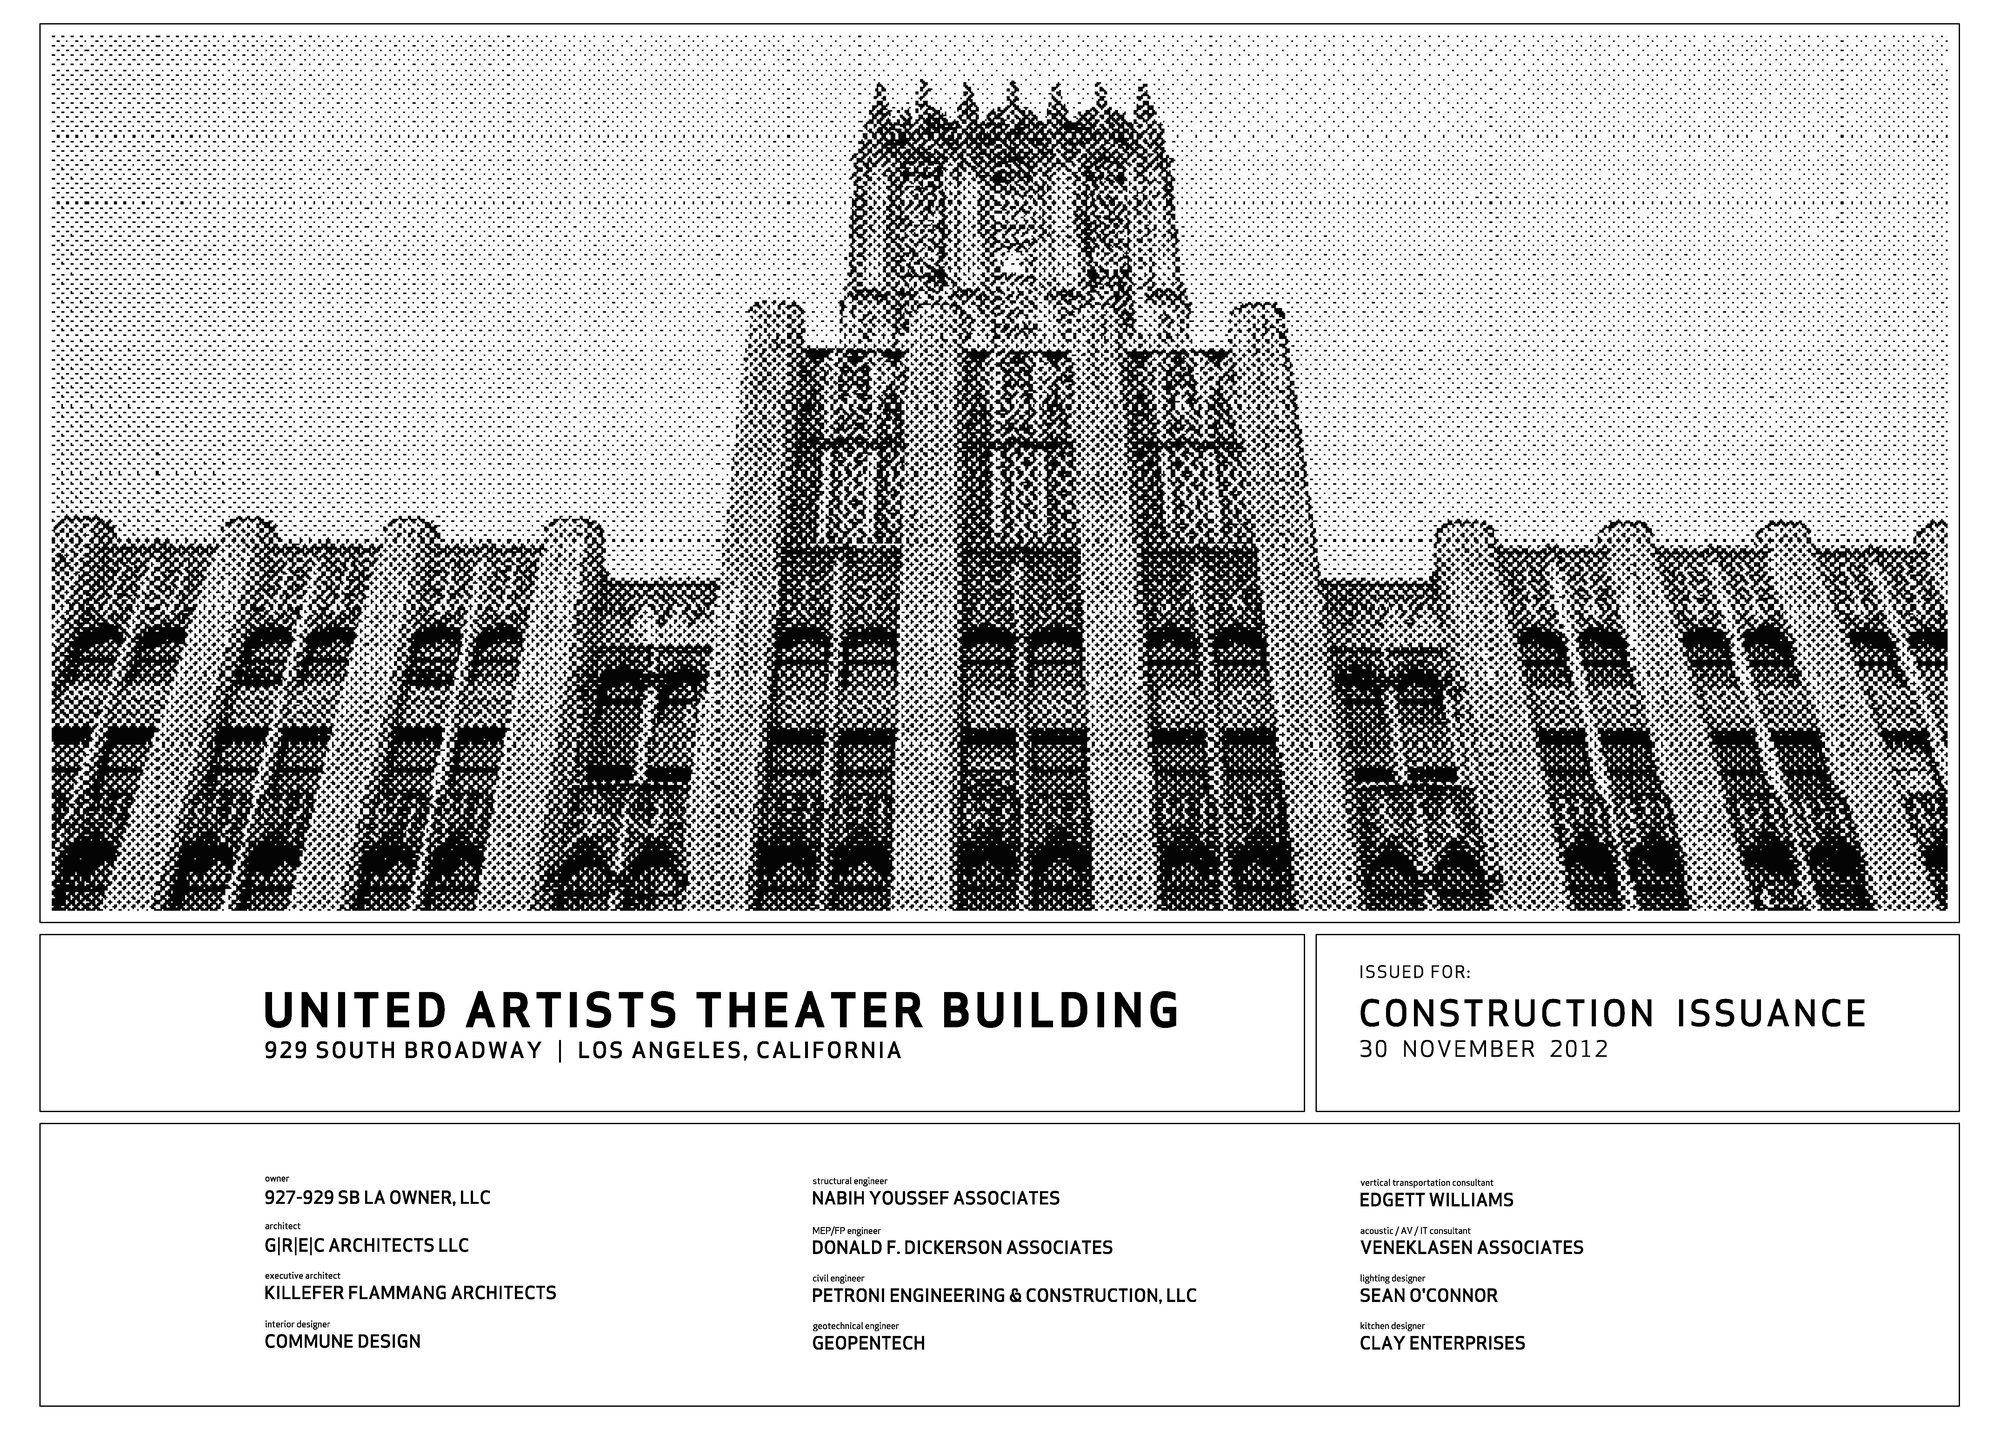 UNITED ARTISTS THEATER BUILDING
929 SOUTH BROADWAY | LOS ANGELES, CALIFORNIA
ISSUED FOR:
CONSTRUCTION ISSUANCE
30 NOVEMBER 2012
owner
927-929 SB LA OWNER, LLC
architect
G|R|E|C ARCHITECTS LLC
executive architect
KILLEFER FLAMMANG ARCHITECTS
interior designer
COMMUNE DESIGN
structural engineer
NABIH YOUSSEF ASSOCIATES
MEP/FP engineer
DONALD F. DICKERSON ASSOCIATES
civil engineer
PETRONI ENGINEERING & CONSTRUCTION, LLC
geotechnical engineer
GEOPENTECH
vertical transportation consultant
EDGETT WILLIAMS
acoustic / AV / IT consultant
VENEKLASEN ASSOCIATES
lighting designer
SEAN O'CONNOR
kitchen designer
CLAY ENTERPRISES